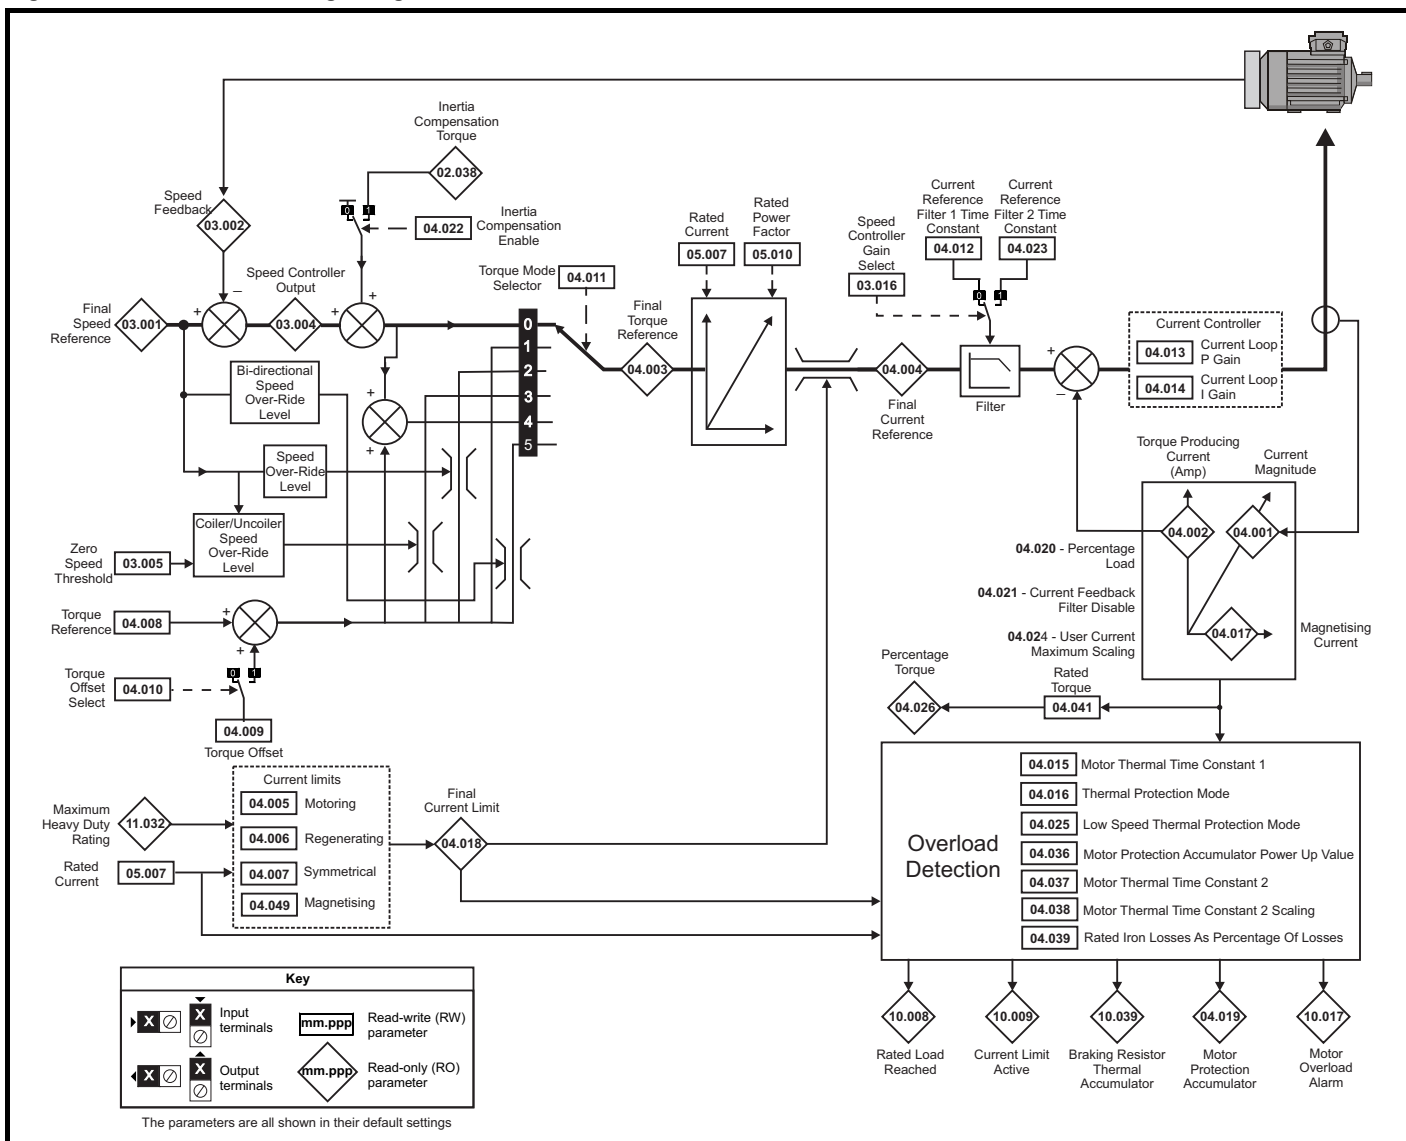 Inertia
Compensation
Torque
02.038
Speed
Feedback
03.002
0 1
04.022
Inertia
Compensation
Enable
Final
Speed
Reference
03.001
+
–
Speed Controller
Output
03.004
+
+
Torque Mode
Selector
04.011
0
1
2
3
4
5
Final
Torque
Reference
04.003
Rated
Current
05.007
Rated
Power
Factor
05.010
Speed
Controller
Gain
Select
03.016
Current
Reference
Filter 1 Time
Constant
04.012
Current
Reference
Filter 2 Time
Constant
04.023
0 1
04.004
Final
Current
Reference
Filter
+
–
Current Controller
04.013 Current Loop
P Gain
04.014 Current Loop
I Gain
Bi-directional
Speed
Over-Ride
Level
+
+
Speed
Over-Ride
Level
Coiler/Uncoiler
Speed
Over-Ride
Level
Zero
Speed
Threshold
03.005
Torque
Reference
04.008
+
+
Torque
Offset
Select
04.010
0 1
04.009
Torque Offset
Torque Producing
Current
(Amp)
04.002
Current
Magnitude
04.001
04.017
Magnetising
Current
04.020 - Percentage
Load
04.021 - Current Feedback
Filter Disable
04.024 - User Current
Maximum Scaling
Percentage
Torque
04.026
Rated
Torque
04.041
Maximum
Heavy Duty
Rating
11.032
Rated
Current
05.007
Current limits
04.005 Motoring
04.006 Regenerating
04.007 Symmetrical
04.049 Magnetising
Final
Current Limit
04.018
Overload
Detection
04.015 Motor Thermal Time Constant 1
04.016 Thermal Protection Mode
04.025 Low Speed Thermal Protection Mode
04.036 Motor Protection Accumulator Power Up Value
04.037 Motor Thermal Time Constant 2
04.038 Motor Thermal Time Constant 2 Scaling
04.039 Rated Iron Losses As Percentage Of Losses
10.008
Rated Load
Reached
10.009
Current Limit
Active
10.039
Braking Resistor
Thermal
Accumulator
04.019
Motor
Protection
Accumulator
10.017
Motor
Overload
Alarm
Key
X X Input
terminals
mm.ppp Read-write (RW)
parameter
X X Output
terminals
mm.ppp Read-only (RO)
parameter
The parameters are all shown in their default settings